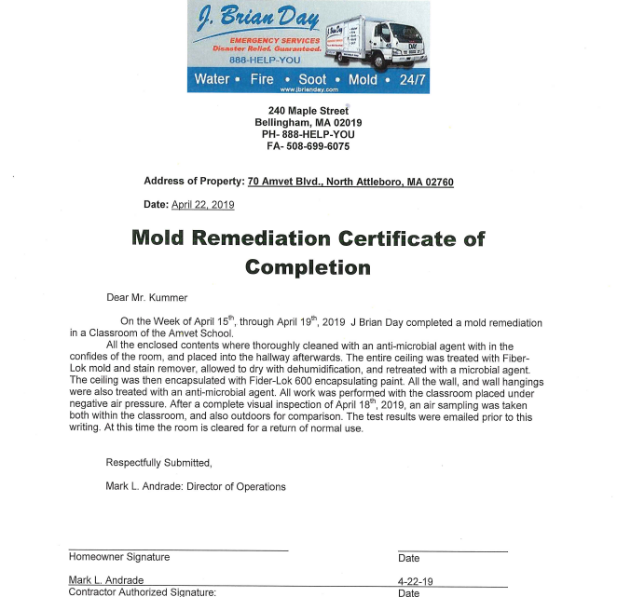 J. Brian Day
EMERGENCY SERVICES
Disaster Relief. Guaranteed.
888-HELP-YOU
Water • Fire • Soot • Mold • 24/7
www.jbrianday.com
240 Maple Street
Bellingham, MA 02019
PH- 888-HELP-YOU
FA- 508-699-6075
Address of Property: 70 Amvet Blvd., North Attleboro, MA 02760
Date: April 22, 2019
Mold Remediation Certificate of
Completion
Dear Mr. Kummer
On the Week of April 15th, through April 19th, 2019 J Brian Day completed a mold remediation
in a Classroom of the Amvet School.
All the enclosed contents where thoroughly cleaned with an anti-microbial agent with in the
confides of the room, and placed into the hallway afterwards. The entire ceiling was treated with Fiber-
Lok mold and stain remover, allowed to dry with dehumidification, and retreated with a microbial agent.
The ceiling was then encapsulated with Fider-Lok 600 encapsulating paint. All the wall, and wall hangings
were also treated with an anti-microbial agent. All work was performed with the classroom placed under
negative air pressure. After a complete visual inspection of April 18th, 2019, an air sampling was taken
both within the classroom, and also outdoors for comparison. The test results were emailed prior to this
writing. At this time the room is cleared for a return of normal use.
Respectfully Submitted,
Mark L. Andrade: Director of Operations
Homeowner Signature Date
Mark L. Andrade 4-22-19
Contractor Authorized Signature: Date